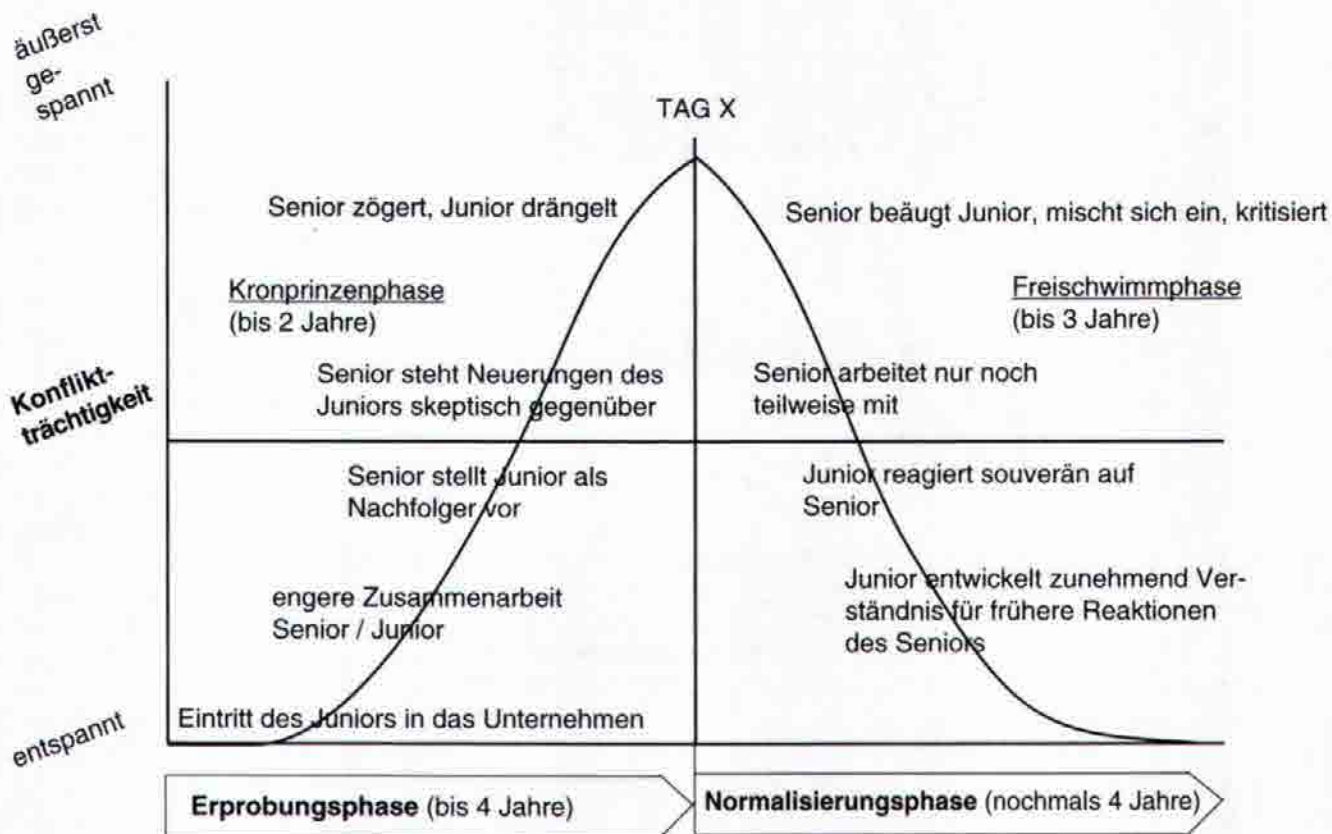 äußerst
ge-
spannt
TAG X
Senior zögert, Junior drängelt
Senior beäugt Junior, mischt sich ein, kritisiert
Kronprinzenphase
(bis 2 Jahre)
Freischwimmphase
(bis 3 Jahre)
Senior steht Neuerungen des
Juniors skeptisch gegenüber
Senior arbeitet nur noch
teilweise mit
Konflikt-
trächtigkeit
Senior stellt Junior als
Nachfolger vor
Junior reagiert souverän auf
Senior
engere Zusammenarbeit
Senior / Junior
Junior entwickelt zunehmend Ver-
ständnis für frühere Reaktionen
des Seniors
entspannt
Eintritt des Juniors in das Unternehmen
Erprobungsphase (bis 4 Jahre)
Normalisierungsphase (nochmals 4 Jahre)